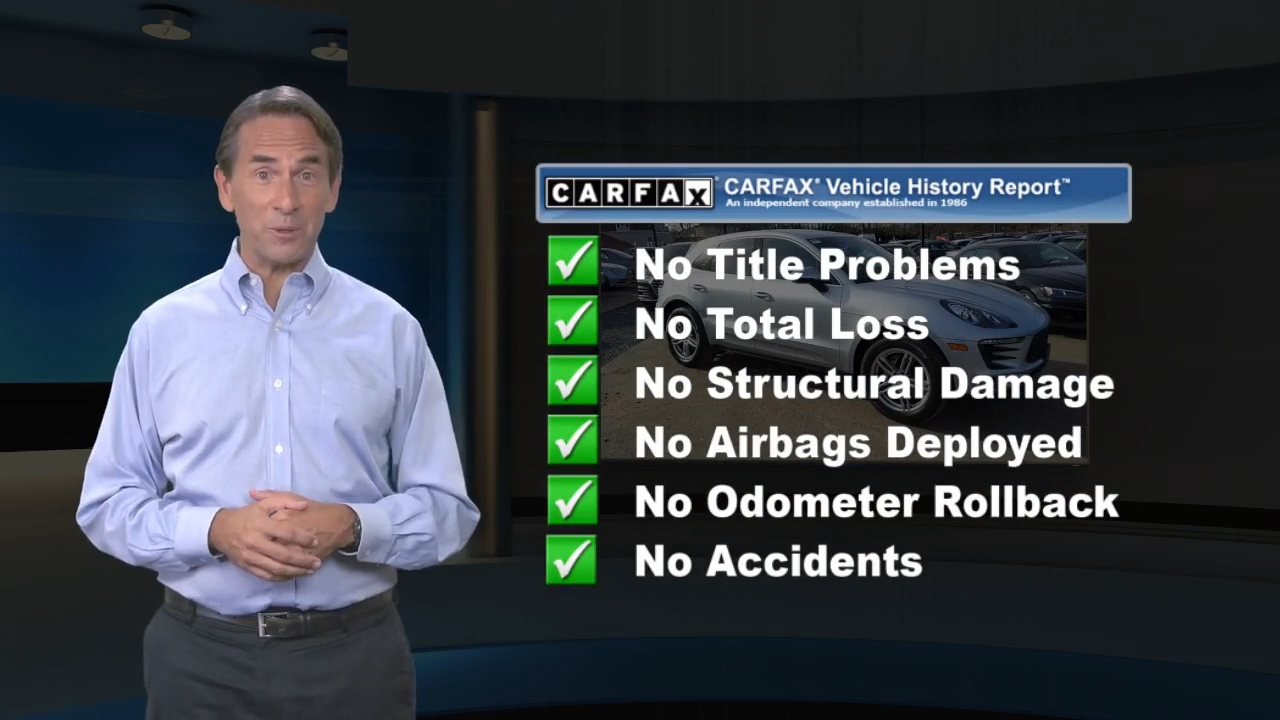 CARFAX® CARFAX® Vehicle History Report™
An independent company established in 1986
No Title Problems
No Total Loss
No Structural Damage
No Airbags Deployed
No Odometer Rollback
No Accidents